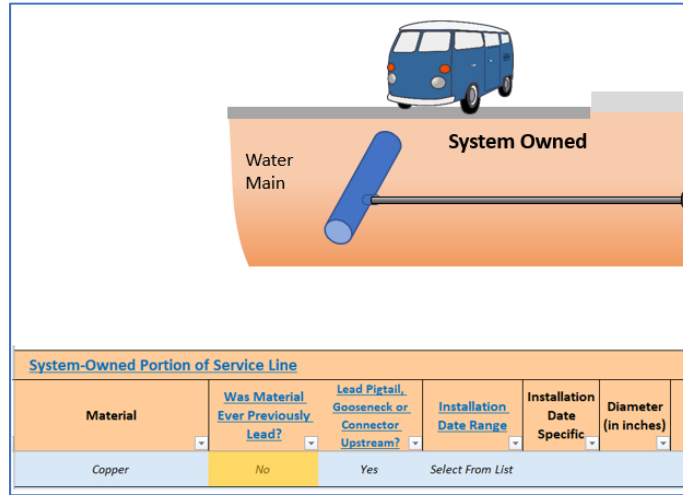 System Owned
Water
Main
System-Owned Portion of Service Line
Material
Was Material
Ever Previously
Lead?
Lead Pigtail,
Gooseneck or
Connector
Upstream?
Installation
Date Range
Installation
Date
Specific
Diameter
(in inches)
Copper
No
Yes
Select From List